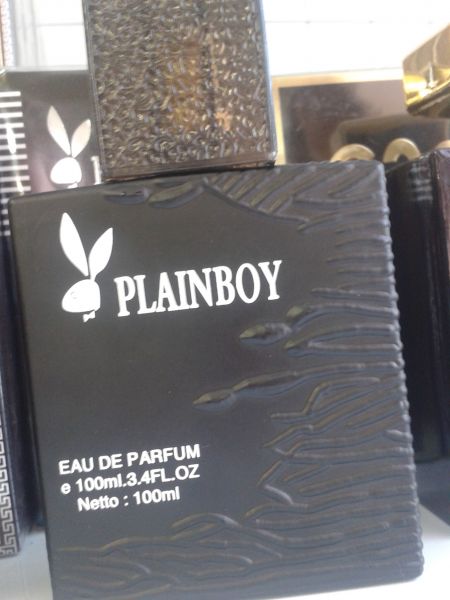 PLAINBOY
EAU DE PARFUM
e 100ml.3.4FL.OZ
Netto : 100ml